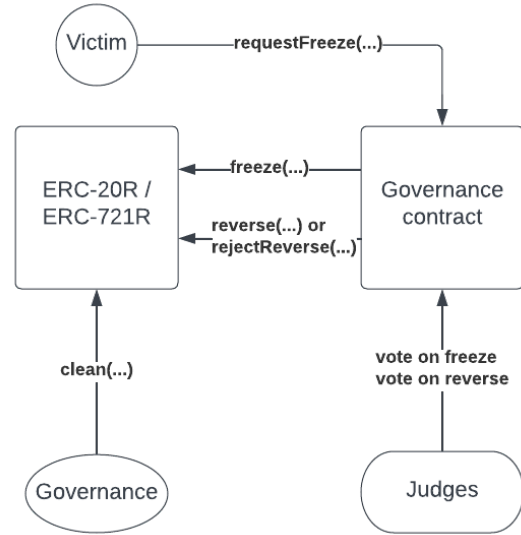 Victim
requestFreeze(...)
ERC-20R /
ERC-721R
freeze(...)
reverse(...) or
rejectReverse(...)
Governance
contract
clean(...)
vote on freeze
vote on reverse
Governance
Judges